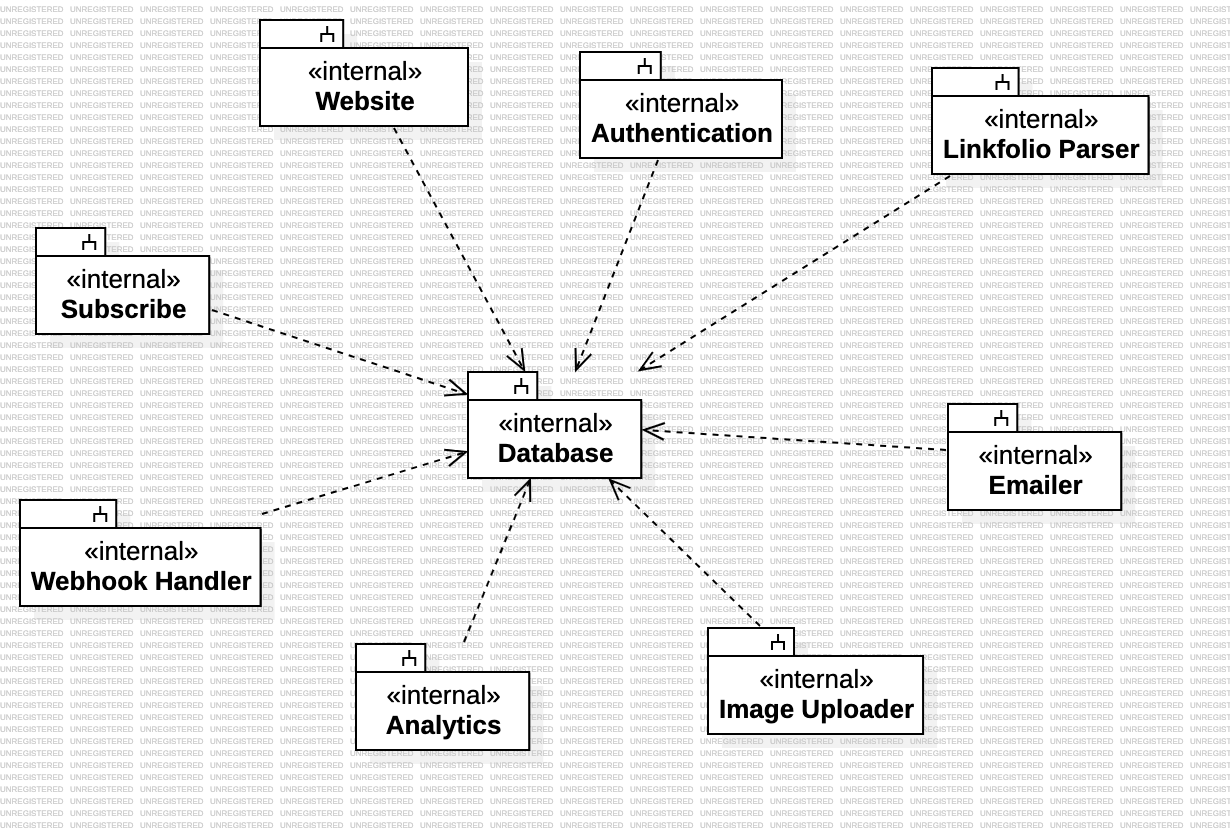 «internal»
Website
«internal»
Authentication
«internal»
Linkfolio Parser
«internal»
Subscribe
«internal»
Database
«internal»
Emailer
«internal»
Webhook Handler
«internal»
Analytics
«internal»
Image Uploader
UNREGISTERED